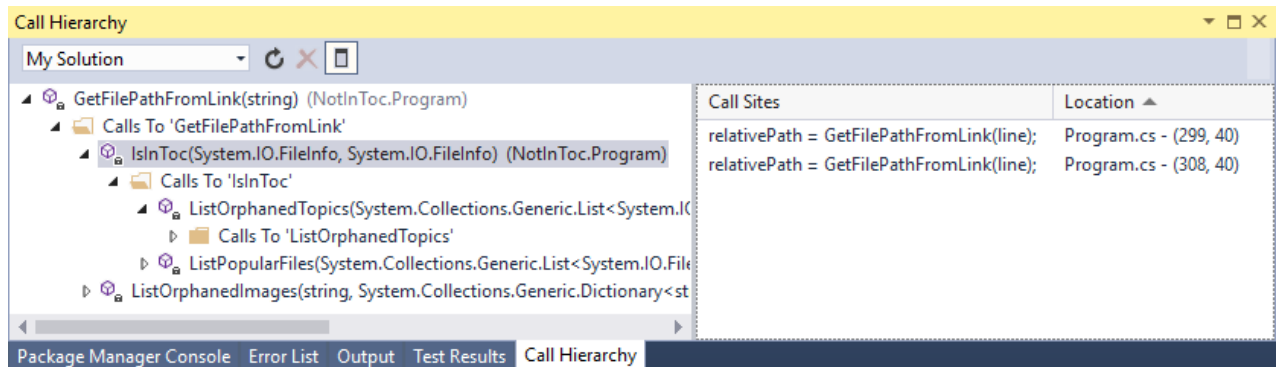 Call Hierarchy
My Solution
GetFilePathFromLink(string) (NotInToc.Program)
Calls To 'GetFilePathFromLink'
IsInToc(System.IO.FileInfo, System.IO.FileInfo) (NotInToc.Program)
Calls To 'IsInToc'
ListOrphanedTopics(System.Collections.Generic.List<System.IO
Calls To 'ListOrphanedTopics'
ListPopularFiles(System.Collections.Generic.List<System.IO.File
ListOrphanedImages(string, System.Collections.Generic.Dictionary<st
Call Sites Location
relativePath = GetFilePathFromLink(line); Program.cs - (299, 40)
relativePath = GetFilePathFromLink(line); Program.cs - (308, 40)
Package Manager Console Error List Output Test Results Call Hierarchy